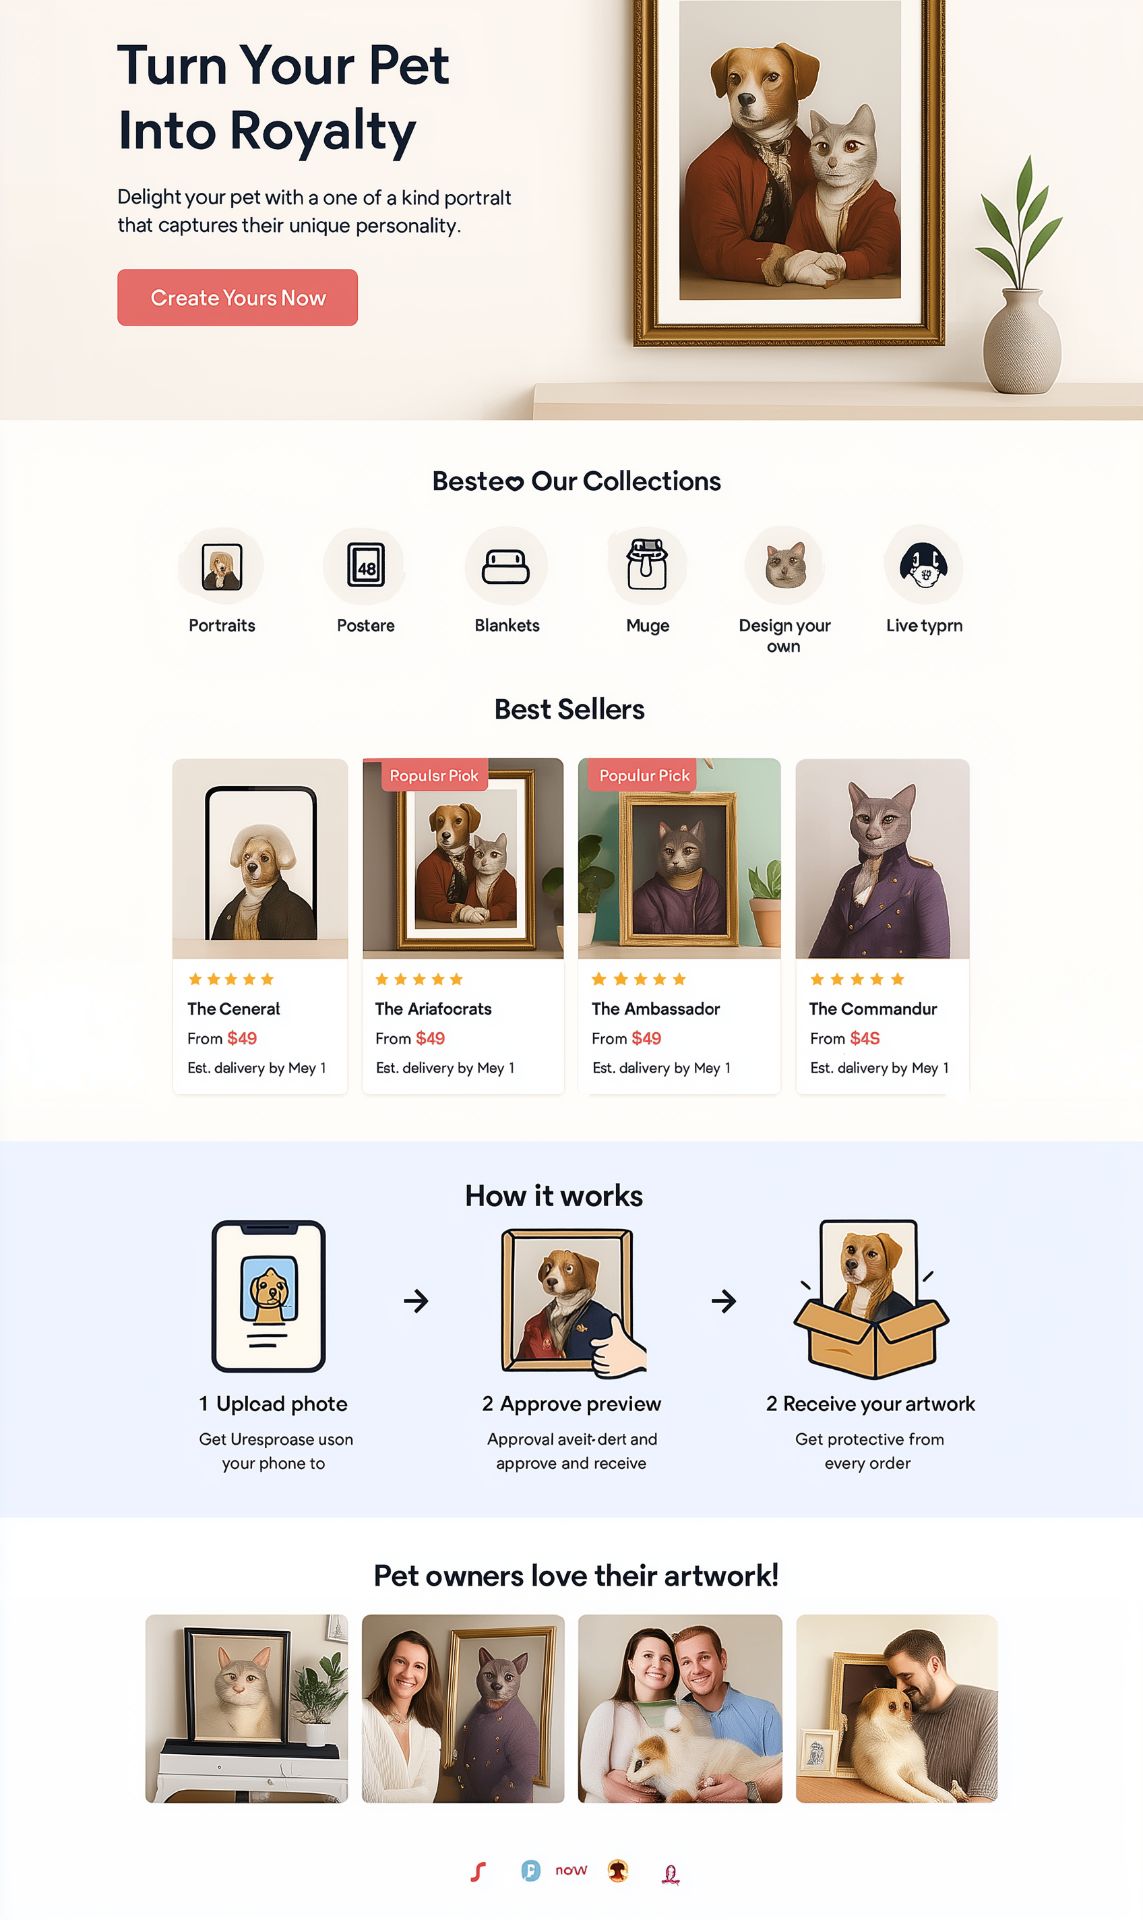 Turn Your Pet
Into Royalty
Delight your pet with a one of a kind portralt
that captures their unique personality.
Create Yours Now
Beste Our Collections
48
Portraits
Postere
Blankets
Muge
Design your
own
Live typrn
Best Sellers
Populsr Piok
Populur Pick
The Ceneral
From $49
Est. dalivery by Mey 1
The Ariafocrats
From $49
Est. delivery by Mey 1
The Ambassador
From $49
Est. dalivery by Mey 1
The Commandur
From $4S
Est. dalivery by Mey 1
How it works
1 Uplcad phote
Get Uresproase uson
your phone to
2 Approve preview
Approval aveit-dert and
approve and receive
2 Receive your artwork
Get protective from
every order
Pet owners love their artwork!
now